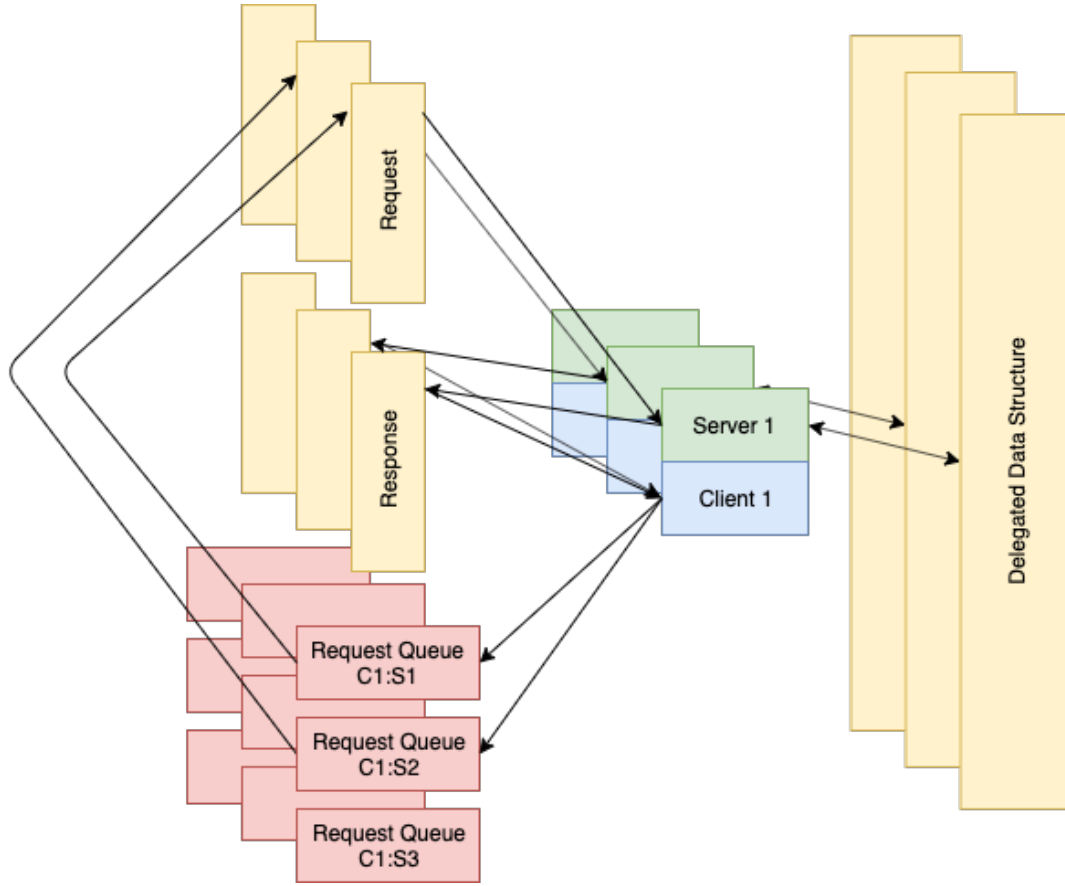 Request
Response
Server 1
Client 1
Delegated Data Structure
Request Queue
C1:S1
Request Queue
C1:S2
Request Queue
C1:S3